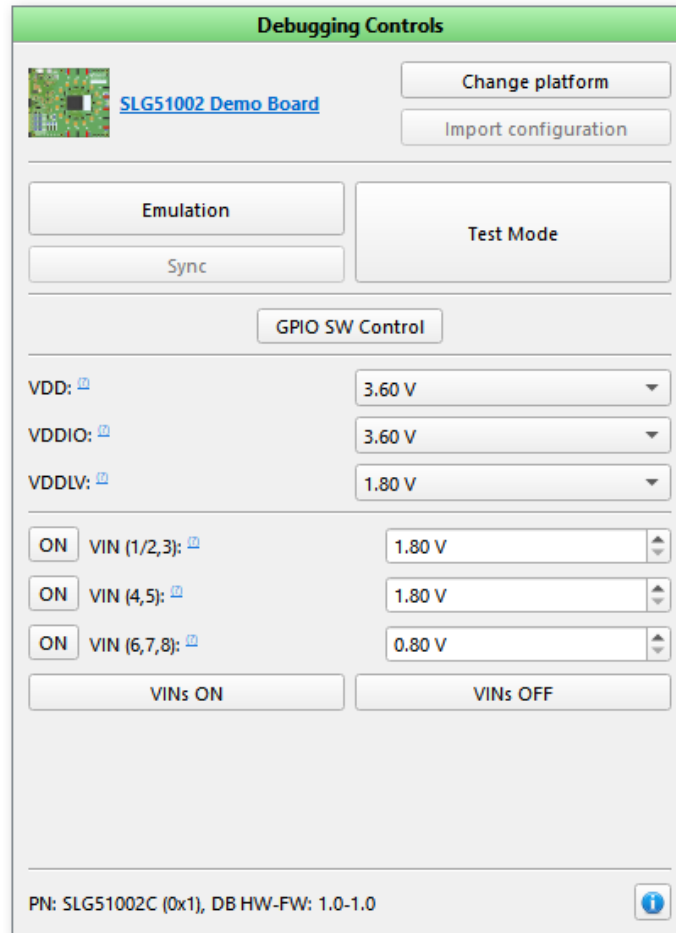 Debugging Controls
SLG51002 Demo Board
Change platform
Import configuration
Emulation
Test Mode
Sync
GPIO SW Control
VDD: (?) 3.60 V
VDDIO: (?) 3.60 V
VDDLV: (?) 1.80 V
ON VIN (1/2,3): (?) 1.80 V
ON VIN (4,5): (?) 1.80 V
ON VIN (6,7,8): (?) 0.80 V
VINs ON VINs OFF
PN: SLG51002C (0x1), DB HW-FW: 1.0-1.0